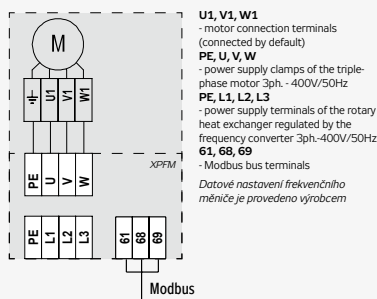 M
U1
V1
W1
XPFM
PE
U
V
W
PE
L1
L2
L3
61
68
69
Modbus
U1, V1, W1
- motor connection terminals
(connected by default)
PE, U, V, W
- power supply clamps of the triple-
phase motor 3ph. - 400V/50Hz
PE, L1, L2, L3
- power supply terminals of the rotary
heat exchanger regulated by the
frequency converter 3ph.-400V/50Hz
61, 68, 69
- Modbus bus terminals
Datové nastavení frekvenčního
měniče je provedeno výrobcem